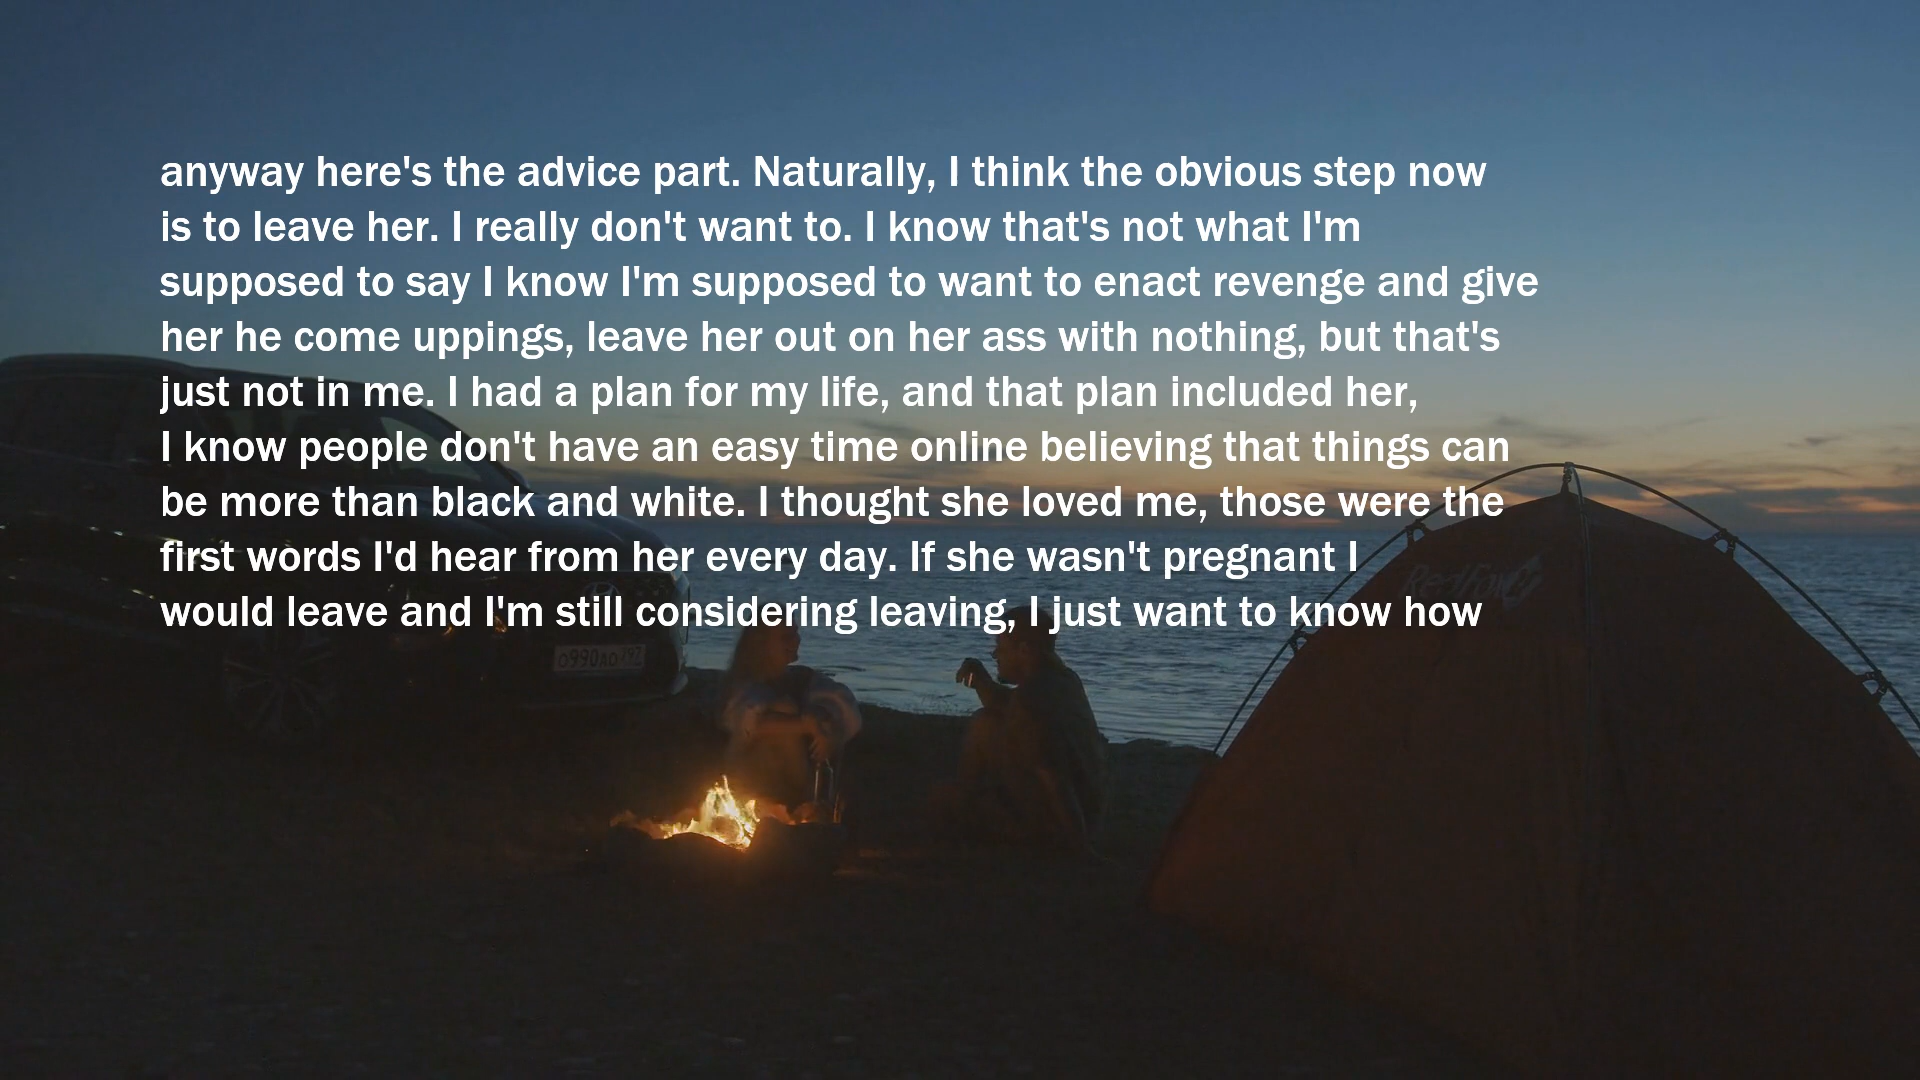 anyway here's the advice part. Naturally, I think the obvious step now
is to leave her. I really don't want to. I know that's not what I'm
supposed to say I know I'm supposed to want to enact revenge and give
her he come uppings, leave her out on her ass with nothing, but that's
just not in me. I had a plan for my life, and that plan included her,
I know people don't have an easy time online believing that things can
be more than black and white. I thought she loved me, those were the
first words I'd hear from her every day. If she wasn't pregnant I
would leave and I'm still considering leaving, I just want to know how
RealFox
О990АО 797